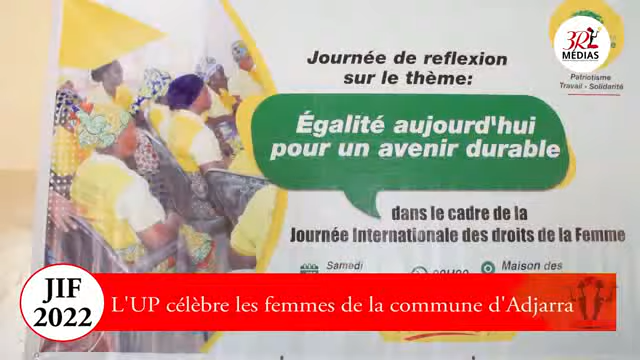 3R
MÉDIAS
Patriotisme
Travail - Solidarité
Journée de reflexion
sur le thème:
Égalité aujourd'hui
pour un avenir durable
dans le cadre de la
Journée Internationale des droits de la Femme
Samedi
Maison des
JIF
2022
L'UP célèbre les femmes de la commune d'Adjarra